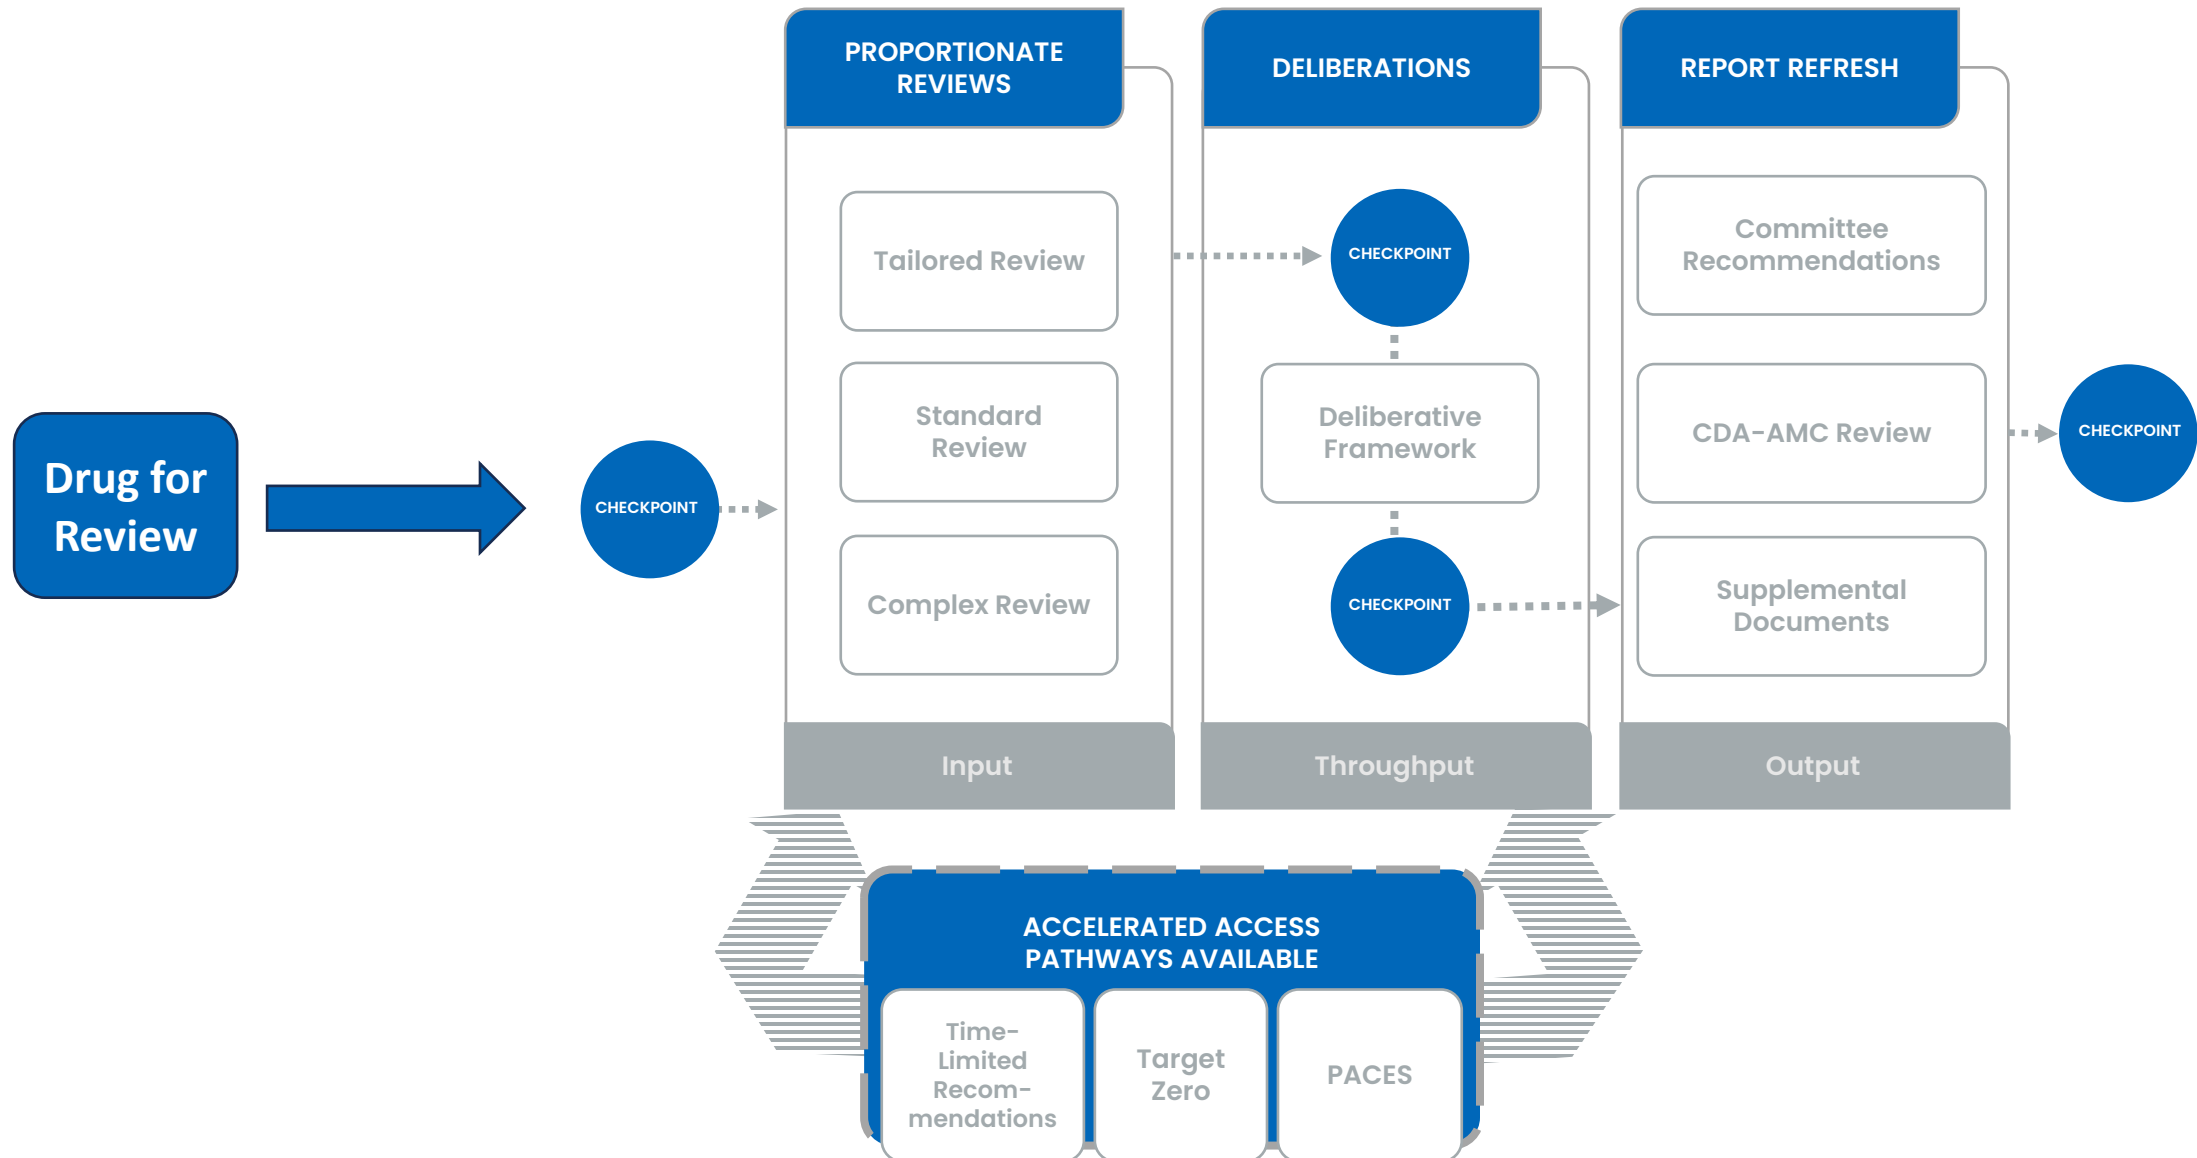 Drug for
Review
CHECKPOINT
PROPORTIONATE
REVIEWS
Tailored Review
Standard
Review
Complex Review
Input
DELIBERATIONS
CHECKPOINT
Deliberative
Framework
CHECKPOINT
Throughput
REPORT REFRESH
Committee
Recommendations
CDA-AMC Review
Supplemental
Documents
Output
CHECKPOINT
ACCELERATED ACCESS
PATHWAYS AVAILABLE
Time-
Limited
Recom-
mendations
Target
Zero
PACES